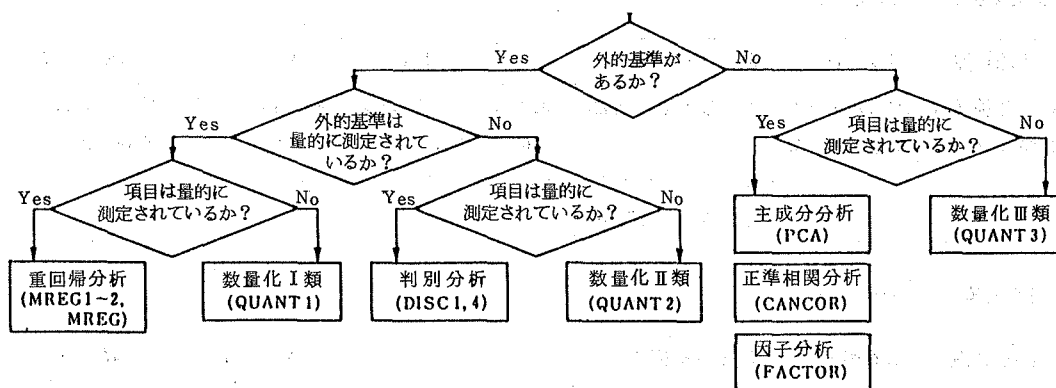 外的基準が
あるか？
Yes
No
外的基準は
量的に測定されて
いるか？
Yes
No
項目は量的に
測定されているか？
Yes
No
項目は量的に
測定されているか？
Yes
No
項目は量的に
測定されているか？
Yes
No
重回帰分析
(MREG1~2,
MREG)
数量化Ⅰ類
(QUANT1)
判別分析
(DISC1,4)
数量化Ⅱ類
(QUANT2)
主成分分析
(PCA)
正準相関分析
(CANCOR)
因子分析
(FACTOR)
数量化Ⅲ類
(QUANT3)